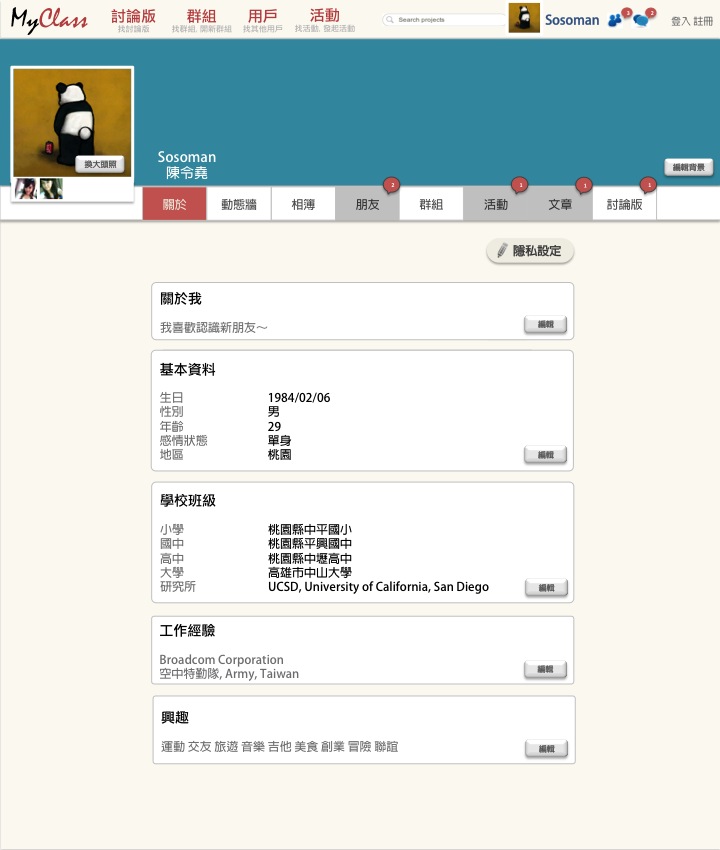 MyClass
討論版 群組 用戶 活動
找討論版 找群組, 開新群組 找其他用戶 找活動, 發起活動
Search projects
Sosoman
3 2
登入 註冊
換大頭照
Sosoman
陳令堯
編輯背景
2 1 1 1
關於 動態牆 相簿 朋友 群組 活動 文章 討論版
隱私設定
關於我
我喜歡認識新朋友～
編輯
基本資料
生日 1984/02/06
性別 男
年齡 29
感情狀態 單身
地區 桃園
編輯
學校班級
小學 桃園縣中平國小
國中 桃園縣平興國中
高中 桃園縣中壢高中
大學 高雄市中山大學
研究所 UCSD, University of California, San Diego
編輯
工作經驗
Broadcom Corporation
空中特勤隊, Army, Taiwan
編輯
興趣
運動 交友 旅遊 音樂 吉他 美食 創業 冒險 聯誼
編輯